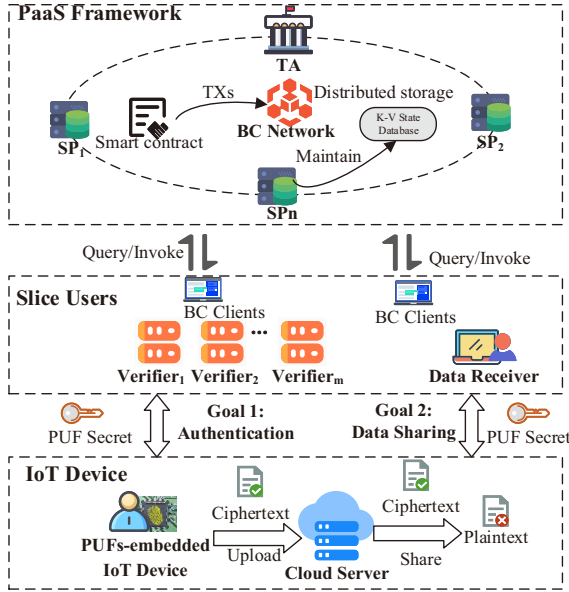 PaaS Framework
TA
TXs
Distributed storage
BC Network
K-V State
Database
SP1
Smart contract
SP2
Maintain
SPn
Query/Invoke
Query/Invoke
Slice Users
BC Clients
BC Clients
...
Verifier1 Verifier2 Verifierm
Data Receiver
Goal 1:
Authentication
Goal 2:
Data Sharing
PUF Secret
PUF Secret
IoT Device
Ciphertext
Ciphertext
Plaintext
Upload
Share
PUFs-embedded
IoT Device
Cloud Server